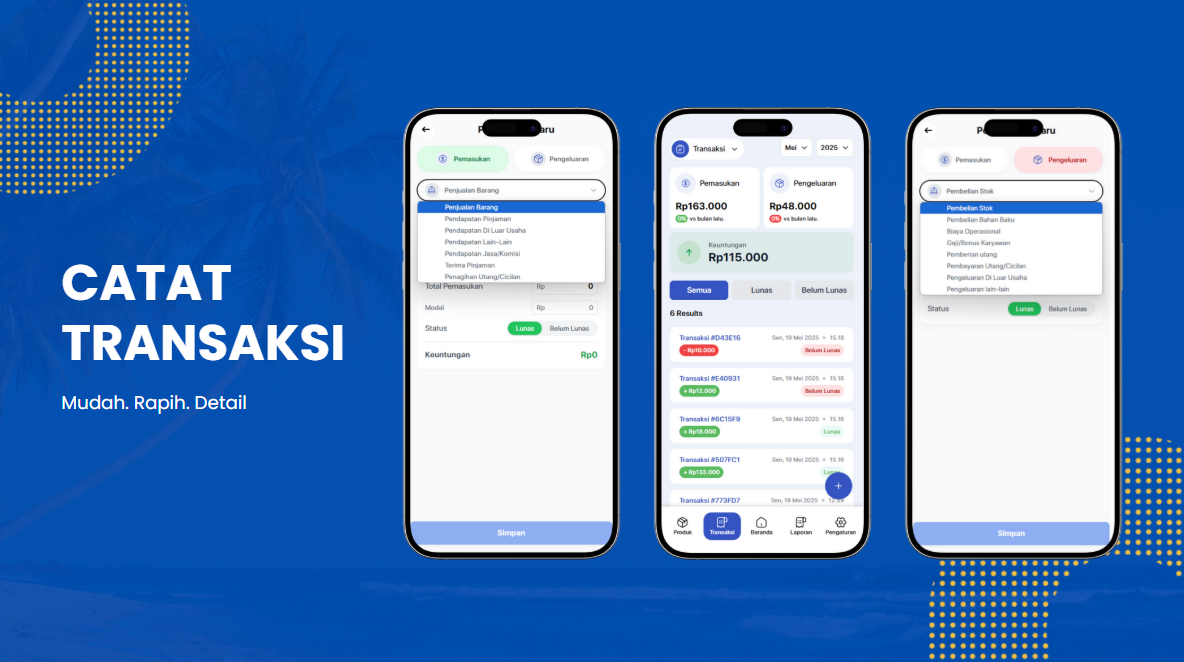 CATAT
TRANSAKSI
Mudah. Rapih. Detail
Pemasukan
Pengeluaran
Penjualan Barang
Penjualan Barang
Pendapatan Pinjaman
Pendapatan Di Luar Usaha
Pendapatan Lain-Lain
Pendapatan Jasa/Komisi
Terima Pinjaman
Penagihan Utang/Cicilan
Total Pemasukan Rp 0
Modal Rp 0
Status Lunas Belum Lunas
Keuntungan Rp0
Simpan
Transaksi Mei 2025
Pemasukan
Rp163.000
0% vs bulan lalu.
Pengeluaran
Rp48.000
0% vs bulan lalu.
Keuntungan
Rp115.000
Semua Lunas Belum Lunas
6 Results
Transaksi #D43E16 Sen, 19 Mei 2025 • 15.18
- Rp10.000 Belum Lunas
Transaksi #E40931 Sen, 19 Mei 2025 • 15.16
+ Rp12.000 Belum Lunas
Transaksi #6C15F9 Sen, 19 Mei 2025 • 15.16
+ Rp18.000 Lunas
Transaksi #507FC1 Sen, 19 Mei 2025 • 15.16
+ Rp133.000
+
Transaksi #773FD7 Sen, 19 Mei 2025 •
Produk Transaksi Beranda Laporan Pengaturan
Pemasukan
Pengeluaran
Pembelian Stok
Pembelian Stok
Pembelian Bahan Baku
Biaya Operasional
Gaji/Bonus Karyawan
Pemberian utang
Pembayaran Utang/Cicilan
Pengeluaran Di Luar Usaha
Pengeluaran lain-lain
Status Lunas Belum Lunas
Simpan